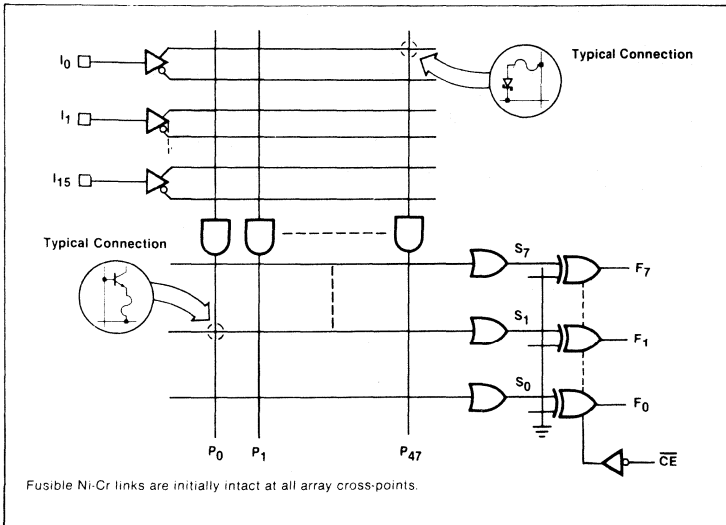 I0
Typical Connection
I1
I15
Typical Connection
S7
F7
S1
F1
S0
F0
P0 P1 P47
CE
Fusible Ni-Cr links are initially intact at all array cross-points.